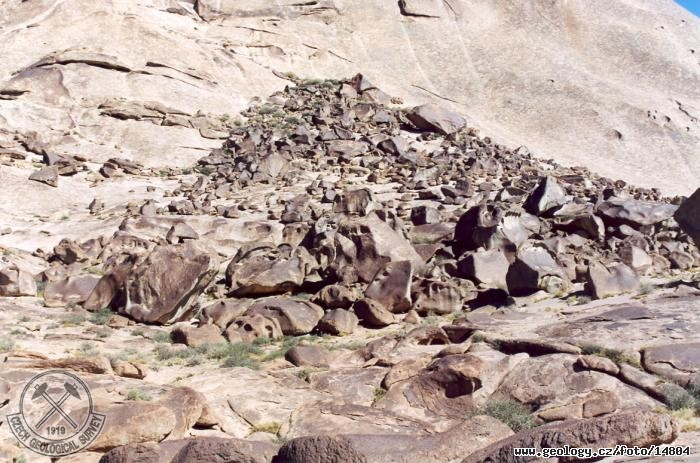 1919
CZECH GEOLOGICAL SURVEY
www.geology.cz/foto/14804